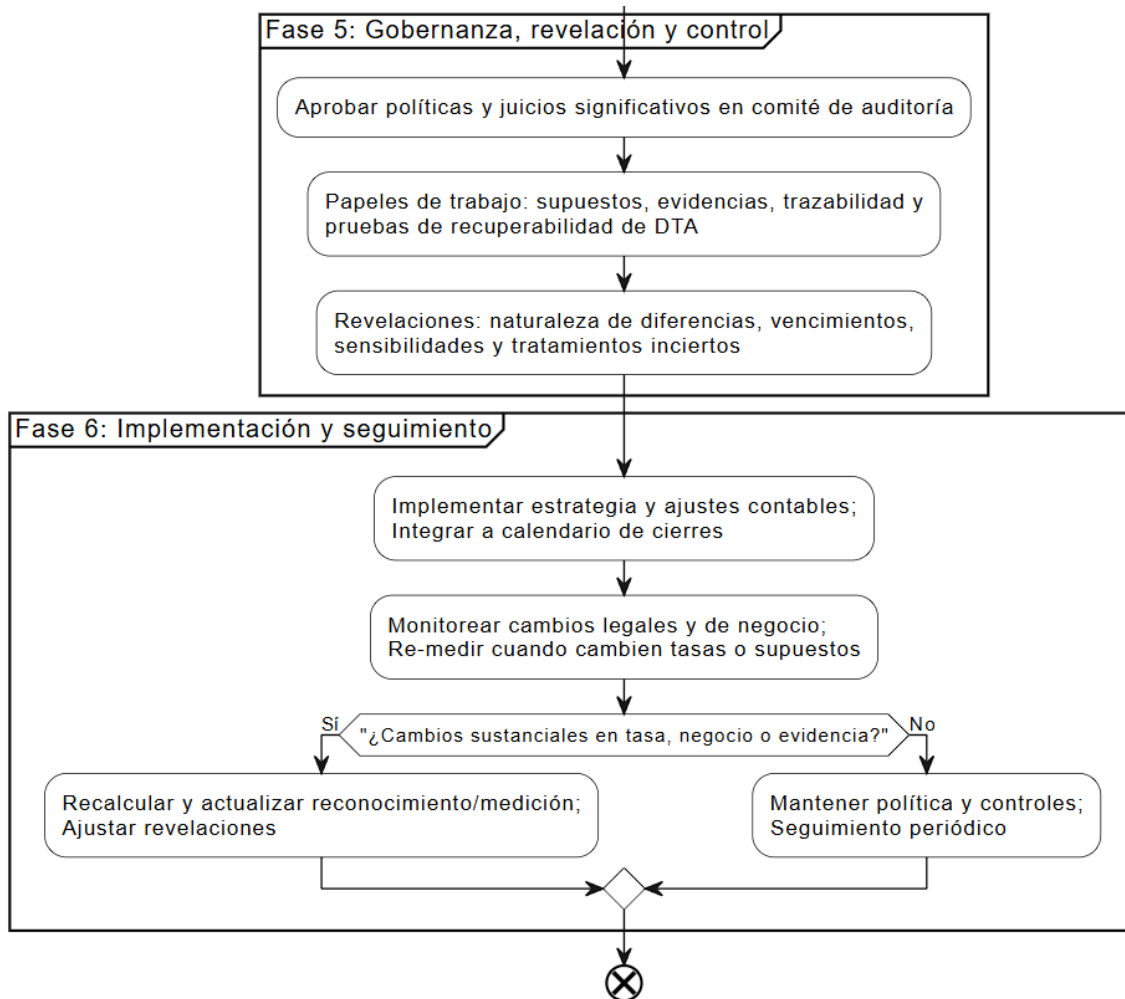 Fase 5: Gobernanza, revelación y control
Aprobar políticas y juicios significativos en comité de auditoría
Papeles de trabajo: supuestos, evidencias, trazabilidad y
pruebas de recuperabilidad de DTA
Revelaciones: naturaleza de diferencias, vencimientos,
sensibilidades y tratamientos inciertos
Fase 6: Implementación y seguimiento
Implementar estrategia y ajustes contables;
Integrar a calendario de cierres
Monitorear cambios legales y de negocio;
Re-medir cuando cambien tasas o supuestos
Sí
"¿Cambios sustanciales en tasa, negocio o evidencia?"
No
Recalcular y actualizar reconocimiento/medición;
Ajustar revelaciones
Mantener política y controles;
Seguimiento periódico